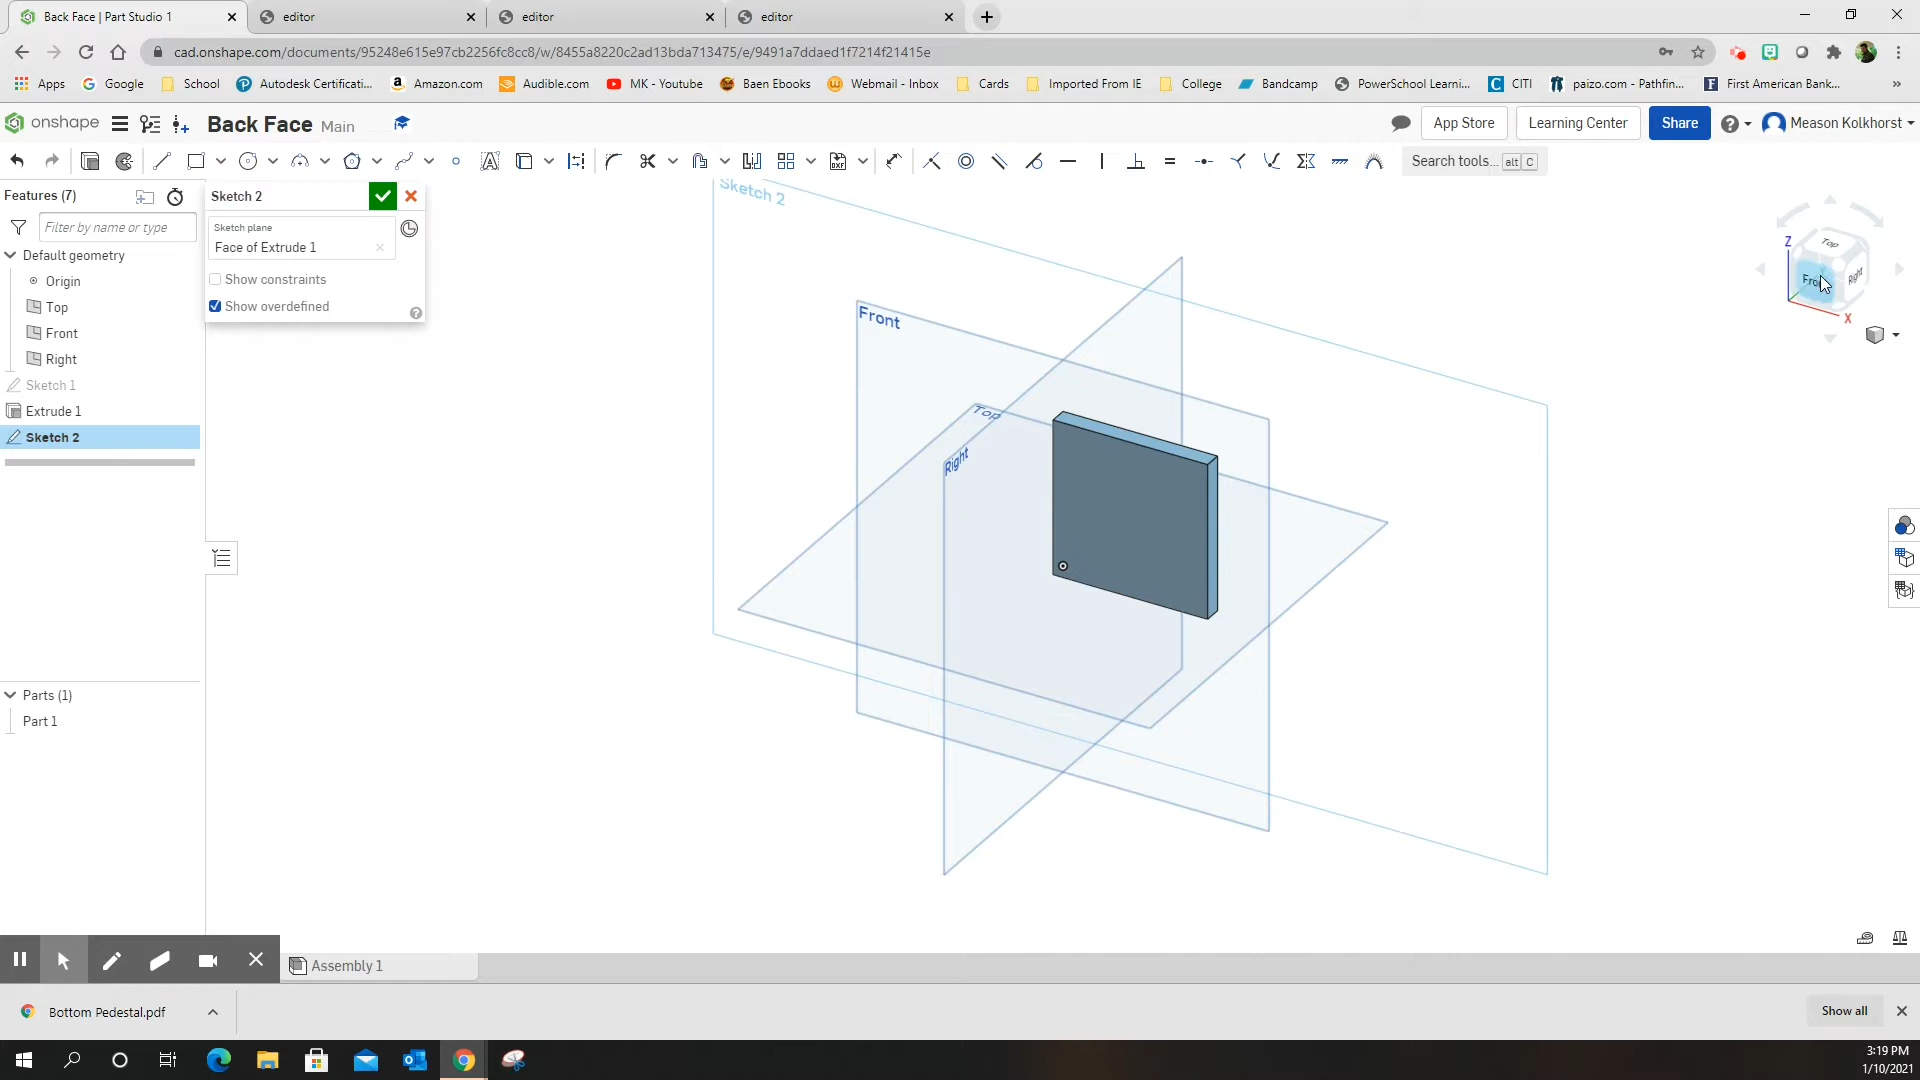 Back Face | Part Studio 1
editor
editor
editor
cad.onshape.com/documents/95248e615e97cb2256fc8cc8/w/8455a8220c2ad13bda713475/e/9491a7ddaed1f7214f21415e
Apps
Google
School
Autodesk Certificati...
Amazon.com
Audible.com
MK - Youtube
Baen Ebooks
Webmail - Inbox
Cards
Imported From IE
College
Bandcamp
PowerSchool Learni...
CITI
paizo.com - Pathfin...
First American Bank...
»
onshape
Back Face Main
App Store
Learning Center
Share
Measson Kolkhorst
Search tools... alt C
Features (7)
Filter by name or type
Default geometry
Origin
Top
Front
Right
Sketch 1
Extrude 1
Sketch 2
Parts (1)
Part 1
Sketch 2
Sketch plane
Face of Extrude 1
Show constraints
Show overdefined
Sketch 2
Front
Top
Right
Z
Top
Right
X
Assembly 1
Bottom Pedestal.pdf
Show all
3:19 PM
1/10/2021